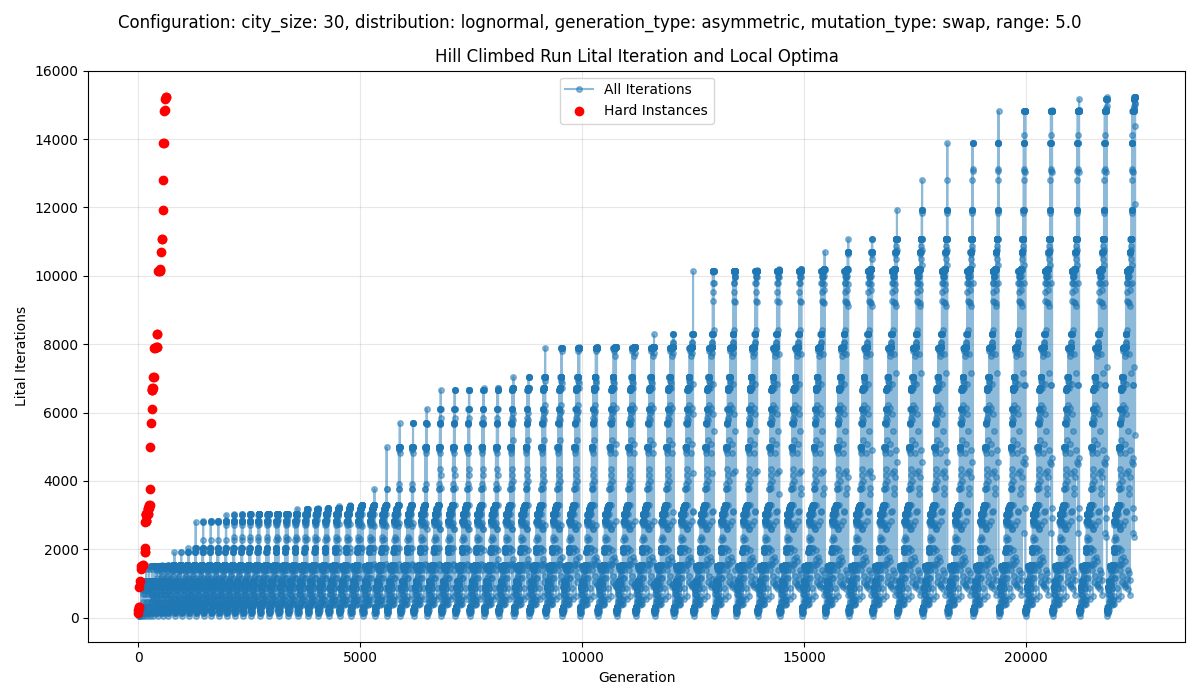 Configuration: city_size: 30, distribution: lognormal, generation_type: asymmetric, mutation_type: swap, range: 5.0
Hill Climbed Run Lital Iteration and Local Optima
All Iterations
Hard Instances
16000
14000
12000
10000
8000
6000
4000
2000
0
Lital Iterations
0
5000
10000
15000
20000
Generation